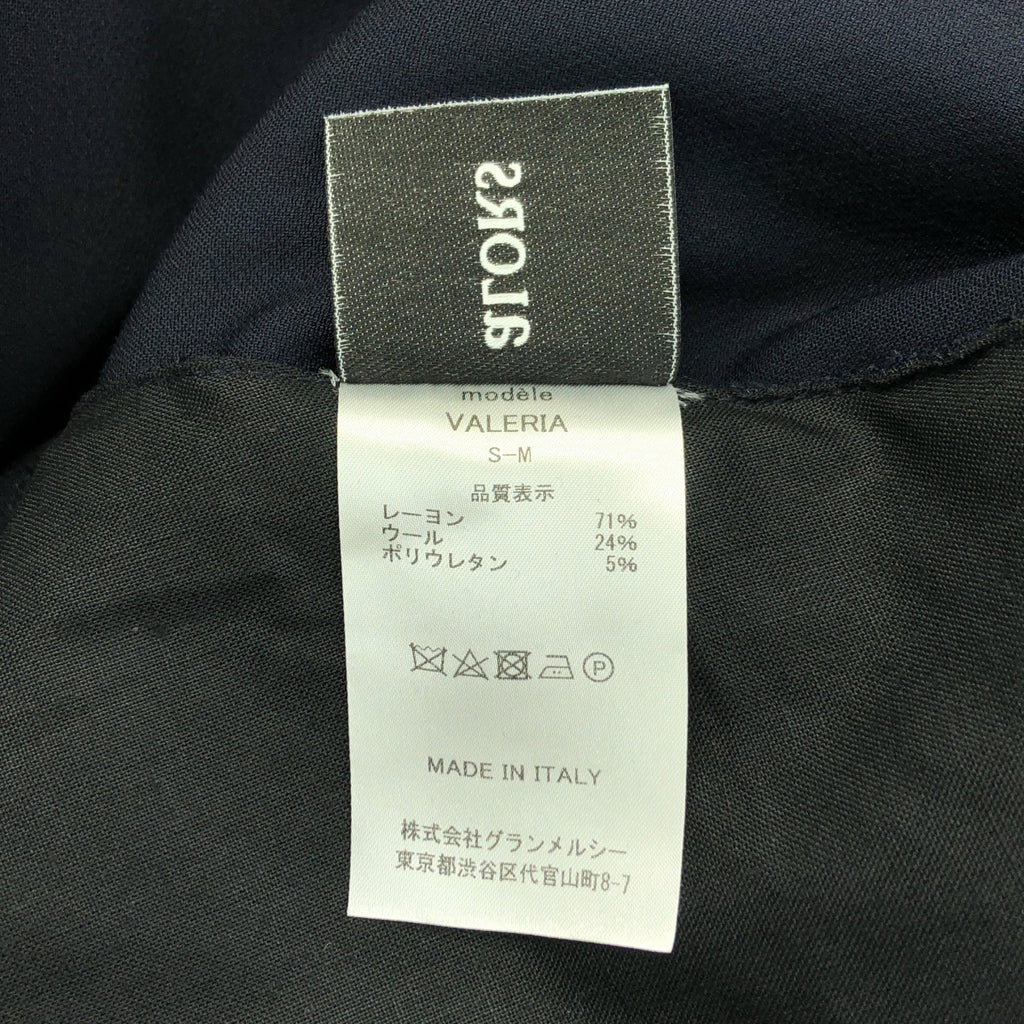 aLORS
modèle
VALERIA
S-M
品質表示
レーヨン 71%
ウール 24%
ポリウレタン 5%
P
MADE IN ITALY
株式会社グランメルシー
東京都渋谷区代官山町8-7